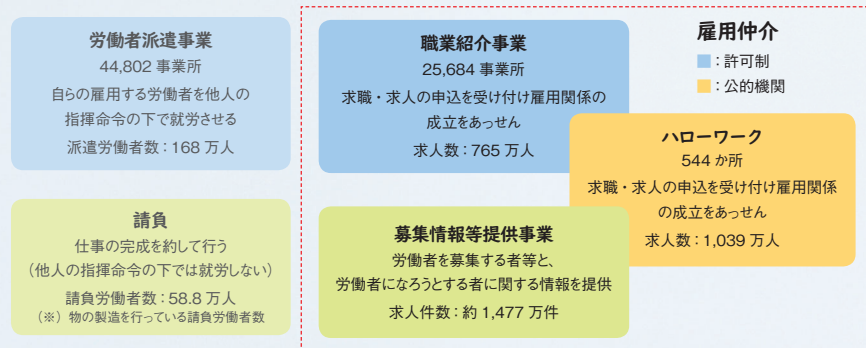 労働者派遣事業
44,802 事業所
自らの雇用する労働者を他人の
指揮命令の下で就労させる
派遣労働者数：168 万人
請負
仕事の完成を約して行う
（他人の指揮命令の下では就労しない）
請負労働者数：58.8 万人
（※）物の製造を行っている請負労働者数
職業紹介事業
25,684 事業所
求職・求人の申込を受け付け雇用関係の
成立をあっせん
求人数：765 万人
雇用仲介
：許可制
：公的機関
ハローワーク
544 か所
求職・求人の申込を受け付け雇用関係
の成立をあっせん
求人数：1,039 万人
募集情報等提供事業
労働者を募集する者等と、
労働者になろうとする者に関する情報を提供
求人件数：約 1,477 万件